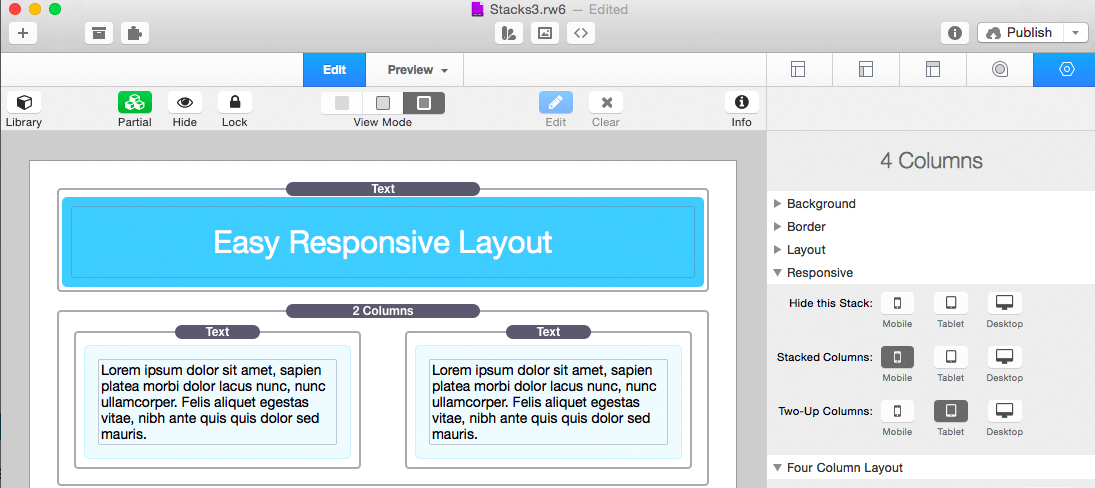 Stacks3.rw6 — Edited
Publish
Edit
Preview
Library
Partial
Hide
Lock
View Mode
Edit
Clear
Info
4 Columns
Background
Border
Layout
Responsive
Hide this Stack:
Mobile
Tablet
Desktop
Stacked Columns:
Mobile
Tablet
Desktop
Two-Up Columns:
Mobile
Tablet
Desktop
Four Column Layout
Text
Easy Responsive Layout
2 Columns
Text
Lorem ipsum dolor sit amet, sapien
platea morbi dolor lacus nunc, nunc
ullamcorper. Felis aliquet egestas
vitae, nibh ante quis quis dolor sed
mauris.
Text
Lorem ipsum dolor sit amet, sapien
platea morbi dolor lacus nunc, nunc
ullamcorper. Felis aliquet egestas
vitae, nibh ante quis quis dolor sed
mauris.